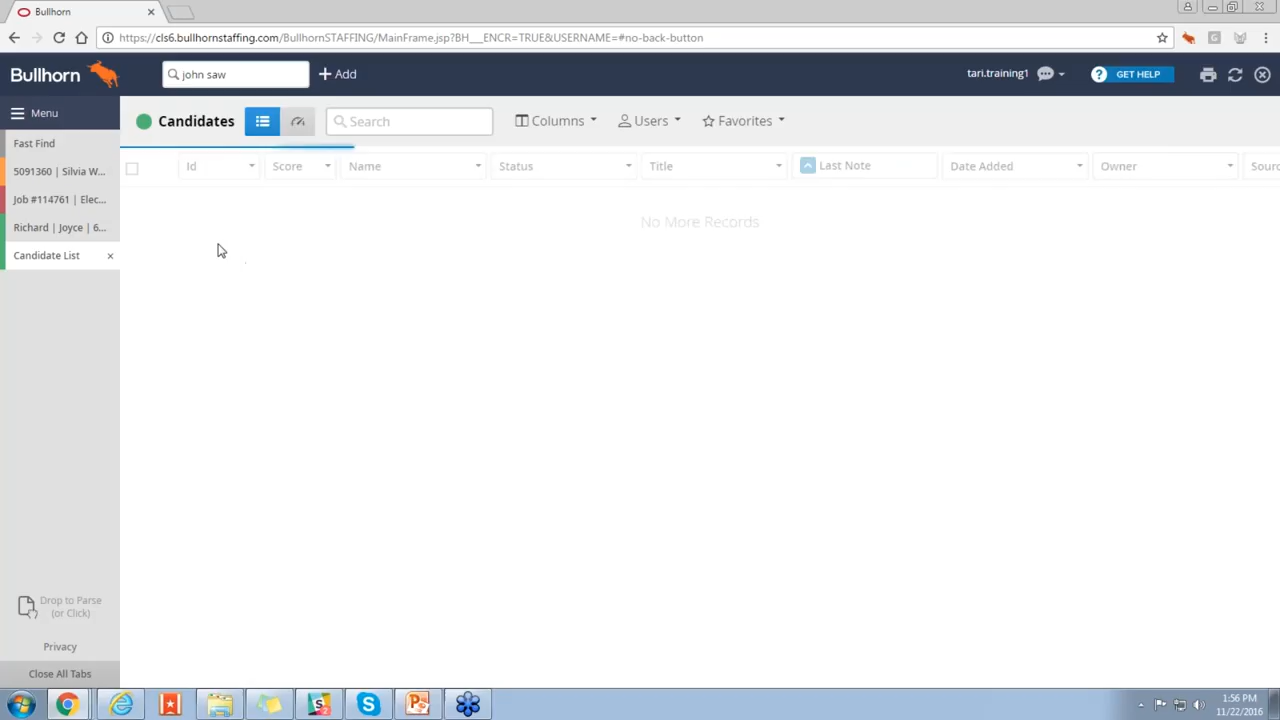 Bullhorn
https://cls6.bullhornstaffing.com/BullhornSTAFFING/MainFrame.jsp?BH___ENCR=TRUE&USERNAME=#no-back-button
Bullhorn
john saw
Add
tari.training1
? GET HELP
Menu
Candidates
Search
Columns
Users
Favorites
Fast Find
5091360 | Silvia W...
Job #114761 | Elec...
Richard | Joyce | 6...
Candidate List
Id
Score
Name
Status
Title
Last Note
Date Added
Owner
Sourc
No More Records
Drop to Parse
(or Click)
Privacy
Close All Tabs
1:56 PM
11/22/2016